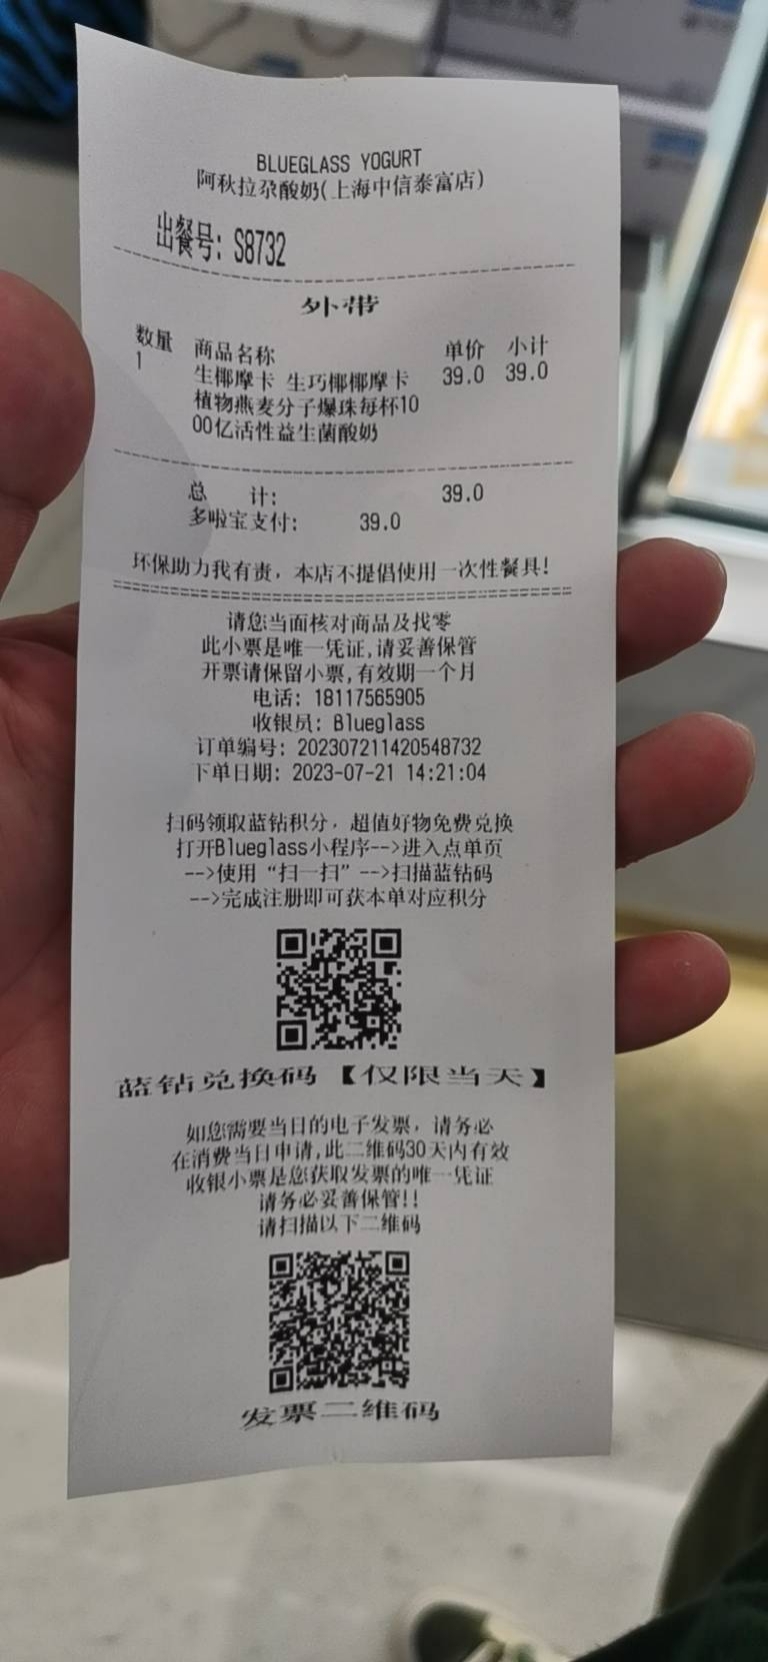 BLUEGLASS YOGURT
阿秋拉尕酸奶(上海中信泰富店)
出餐号: S8732
外带
数量 商品名称 单价 小计
1 生椰摩卡 生巧椰椰摩卡 39.0 39.0
植物燕麦分子爆珠每杯10
00亿活性益生菌酸奶
总 计: 39.0
多啦宝支付: 39.0
环保助力我有责，本店不提倡使用一次性餐具!
请您当面核对商品及找零
此小票是唯一凭证,请妥善保管
开票请保留小票,有效期一个月
电话: 18117565905
收银员: Blueglass
订单编号: 202307211420548732
下单日期: 2023-07-21 14:21:04
扫码领取蓝钻积分，超值好物免费兑换
打开Blueglass小程序-->进入点单页
-->使用“扫一扫”-->扫描蓝钻码
-->完成注册即可获本单对应积分
蓝钻兑换码【仅限当天】
如您需要当日的电子发票，请务必
在消费当日申请,此二维码30天内有效
收银小票是您获取发票的唯一凭证
请务必妥善保管!!
请扫描以下二维码
发票二维码